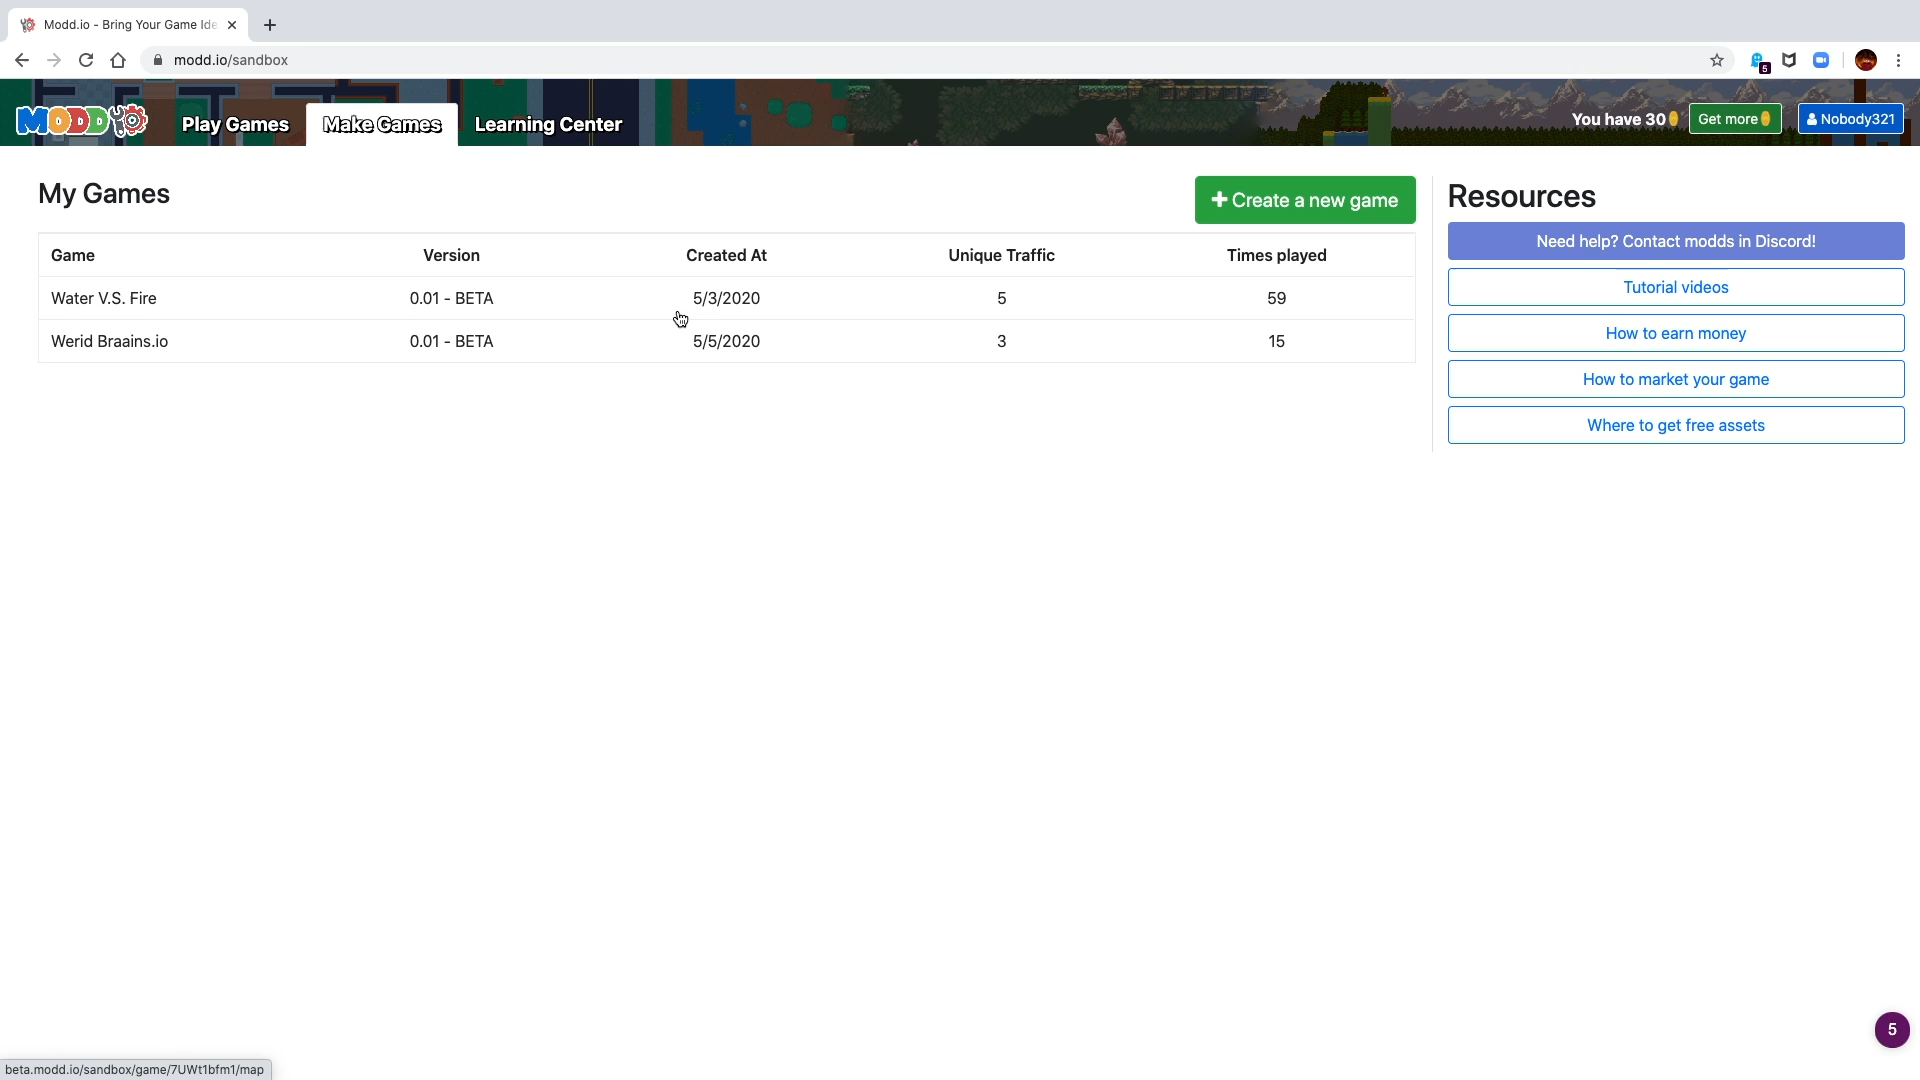 Modd.io - Bring Your Game Ide
modd.io/sandbox
5
MODD
Play Games
Make Games
Learning Center
You have 30
Get more
Nobody321
My Games
Create a new game
Game Version Created At Unique Traffic Times played
Water V.S. Fire 0.01 - BETA 5/3/2020 5 59
Werid Braains.io 0.01 - BETA 5/5/2020 3 15
Resources
Need help? Contact modds in Discord!
Tutorial videos
How to earn money
How to market your game
Where to get free assets
5
beta.modd.io/sandbox/game/7UWt1bfm1/map